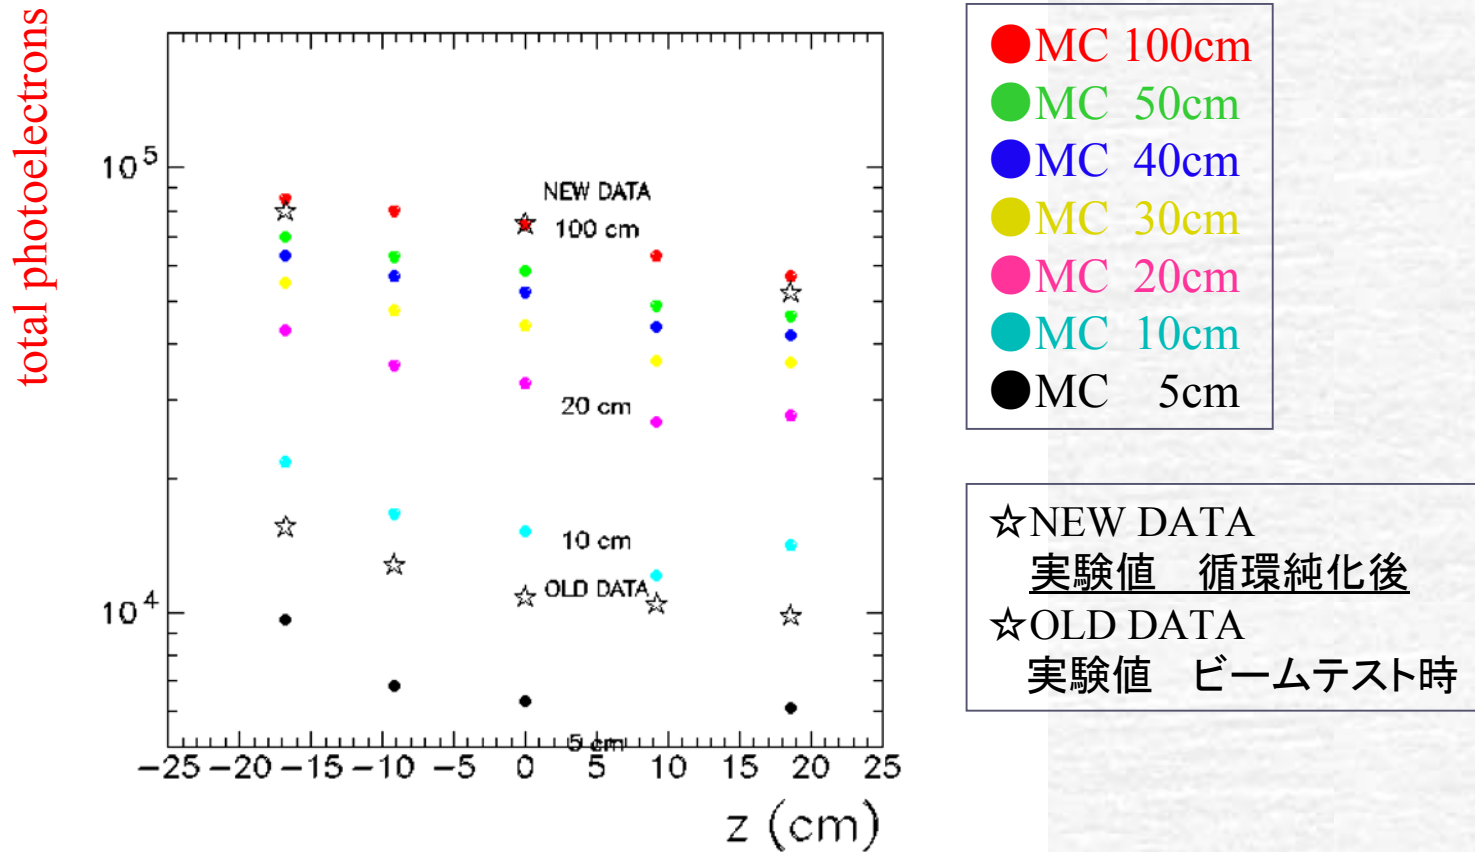 total photoelectrons
10^5
10^4
NEW DATA
100 cm
20 cm
10 cm
OLD DATA
5 cm
−25 −20 −15 −10 −5 0 5 10 15 20 25
z (cm)
●MC 100cm
●MC 50cm
●MC 40cm
●MC 30cm
●MC 20cm
●MC 10cm
●MC 5cm
☆NEW DATA
実験値 循環純化後
☆OLD DATA
実験値 ビームテスト時